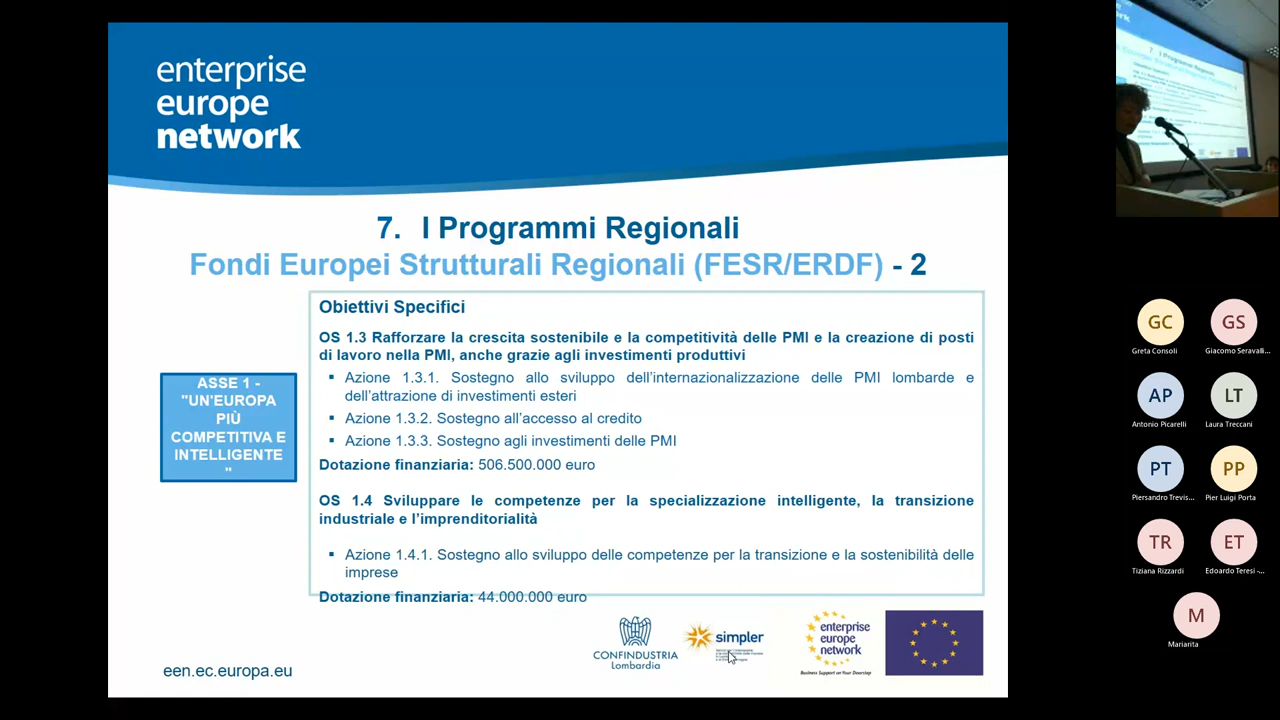 enterprise
europe
network
7. I Programmi Regionali
Fondi Europei Strutturali Regionali (FESR/ERDF) - 2
ASSE 1 -
"UN'EUROPA
PIÙ
COMPETITIVA E
INTELLIGENTE
"
Obiettivi Specifici
OS 1.3 Rafforzare la crescita sostenibile e la competitività delle PMI e la creazione di posti
di lavoro nella PMI, anche grazie agli investimenti produttivi
▪ Azione 1.3.1. Sostegno allo sviluppo dell'internazionalizzazione delle PMI lombarde e
dell'attrazione di investimenti esteri
▪ Azione 1.3.2. Sostegno all'accesso al credito
▪ Azione 1.3.3. Sostegno agli investimenti delle PMI
Dotazione finanziaria: 506.500.000 euro
OS 1.4 Sviluppare le competenze per la specializzazione intelligente, la transizione
industriale e l'imprenditorialità
▪ Azione 1.4.1. Sostegno allo sviluppo delle competenze per la transizione e la sostenibilità delle
imprese
Dotazione finanziaria: 44.000.000 euro
een.ec.europa.eu
CONFINDUSTRIA
Lombardia
simpler
enterprise
europe
network
Business Support on Your Doorstep
7. I Programmi Regionali
GC
Greta Consoli
GS
Giacomo Seravalli...
AP
Antonio Picarelli
LT
Laura Treccani
PT
Piersandro Trevis...
PP
Pier Luigi Porta
TR
Tiziana Rizzardi
ET
Edoardo Teresi -...
M
Mariarita